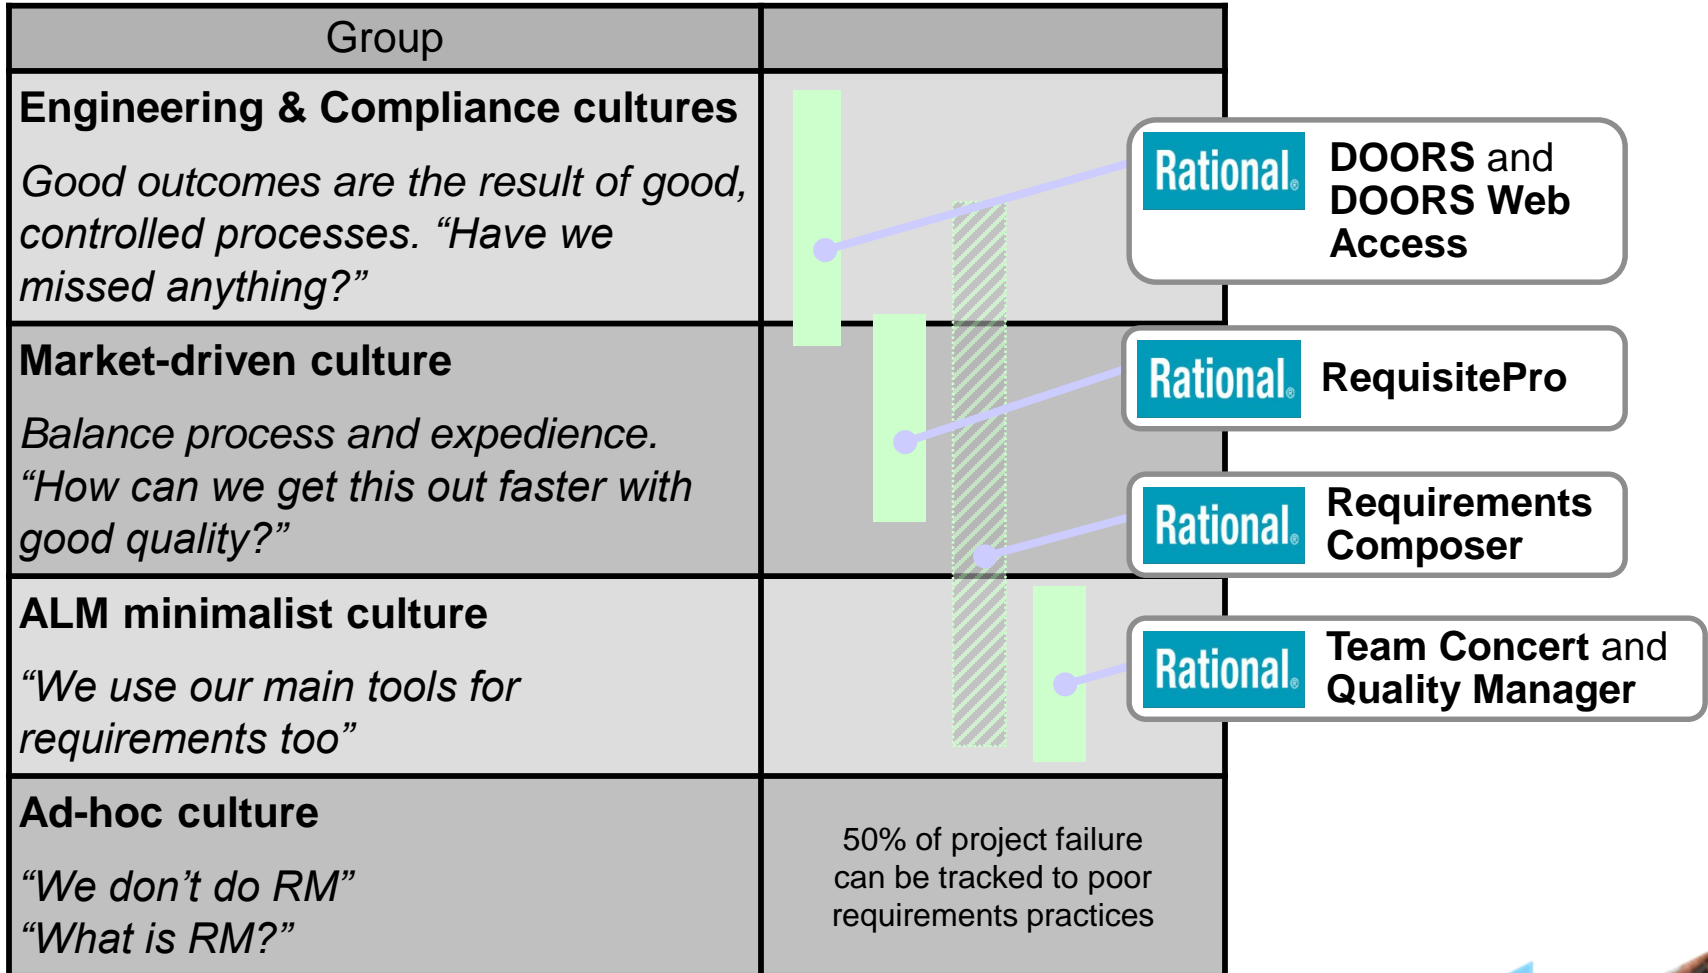 Group
Engineering & Compliance cultures
Good outcomes are the result of good,
controlled processes. “Have we
missed anything?”
Rational®
DOORS and
DOORS Web
Access
Market-driven culture
Balance process and expedience.
“How can we get this out faster with
good quality?”
Rational®
RequisitePro
Rational®
Requirements
Composer
ALM minimalist culture
“We use our main tools for
requirements too”
Rational®
Team Concert and
Quality Manager
Ad-hoc culture
“We don’t do RM”
“What is RM?”
50% of project failure
can be tracked to poor
requirements practices